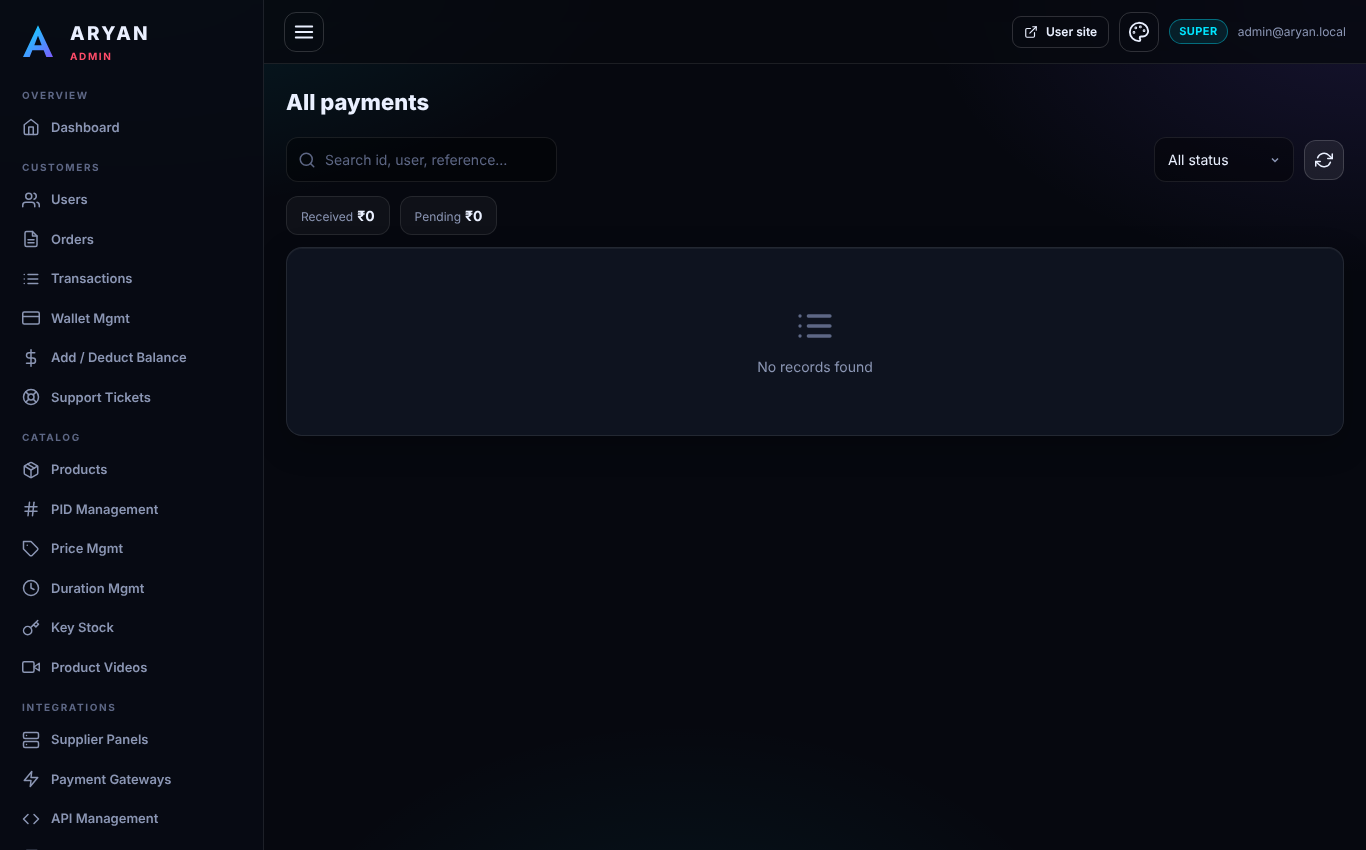 ARYAN
ADMIN
OVERVIEW
Dashboard
CUSTOMERS
Users
Orders
Transactions
Wallet Mgmt
Add / Deduct Balance
Support Tickets
CATALOG
Products
PID Management
Price Mgmt
Duration Mgmt
Key Stock
Product Videos
INTEGRATIONS
Supplier Panels
Payment Gateways
API Management
User site
SUPER
admin@aryan.local
All payments
Search id, user, reference...
All status
Received ₹0
Pending ₹0
No records found